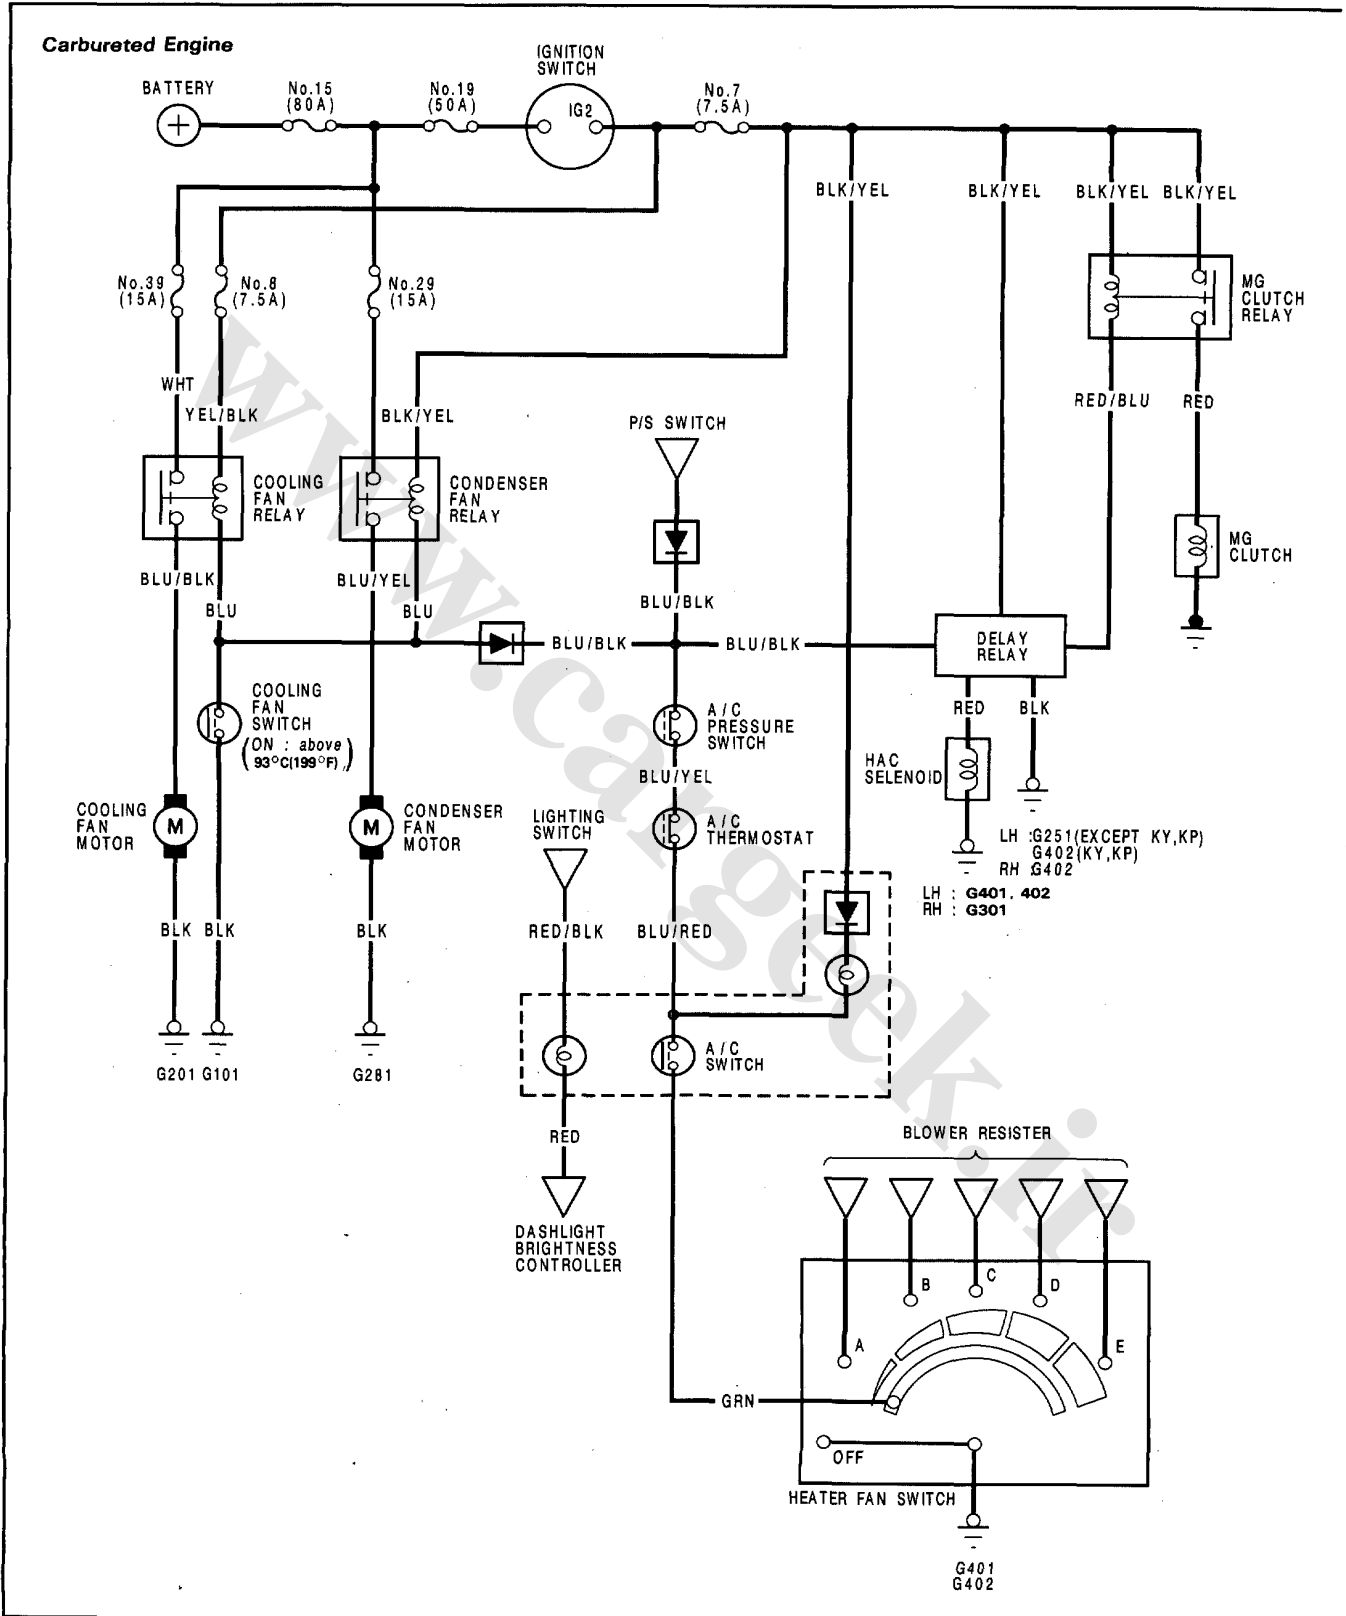 Carbureted Engine
BATTERY
No.15
(80A)
No.19
(50A)
IGNITION
SWITCH
IG2
No.7
(7.5A)
BLK/YEL
BLK/YEL
BLK/YEL
BLK/YEL
No.39
(15A)
No.8
(7.5A)
No.29
(15A)
MG
CLUTCH
RELAY
WHT
YEL/BLK
BLK/YEL
P/S SWITCH
RED/BLU
RED
COOLING
FAN
RELAY
CONDENSER
FAN
RELAY
MG
CLUTCH
BLU/BLK
BLU
BLU/YEL
BLU
BLU/BLK
BLU/BLK
BLU/BLK
DELAY
RELAY
COOLING
FAN
SWITCH
(ON : above
93°C(199°F),)
A/C
PRESSURE
SWITCH
RED
BLK
BLU/YEL
HAC
SELENOID
COOLING
FAN
MOTOR
M
M
CONDENSER
FAN
MOTOR
LIGHTING
SWITCH
A/C
THERMOSTAT
LH :G251(EXCEPT KY,KP)
G402(KY,KP)
RH :G402
LH : G401, 402
RH : G301
BLK
BLK
BLK
RED/BLK
BLU/RED
A/C
SWITCH
G201
G101
G281
RED
BLOWER RESISTER
DASHLIGHT
BRIGHTNESS
CONTROLLER
A
B
C
D
E
GRN
OFF
HEATER FAN SWITCH
G401
G402
www.cargeek.ir